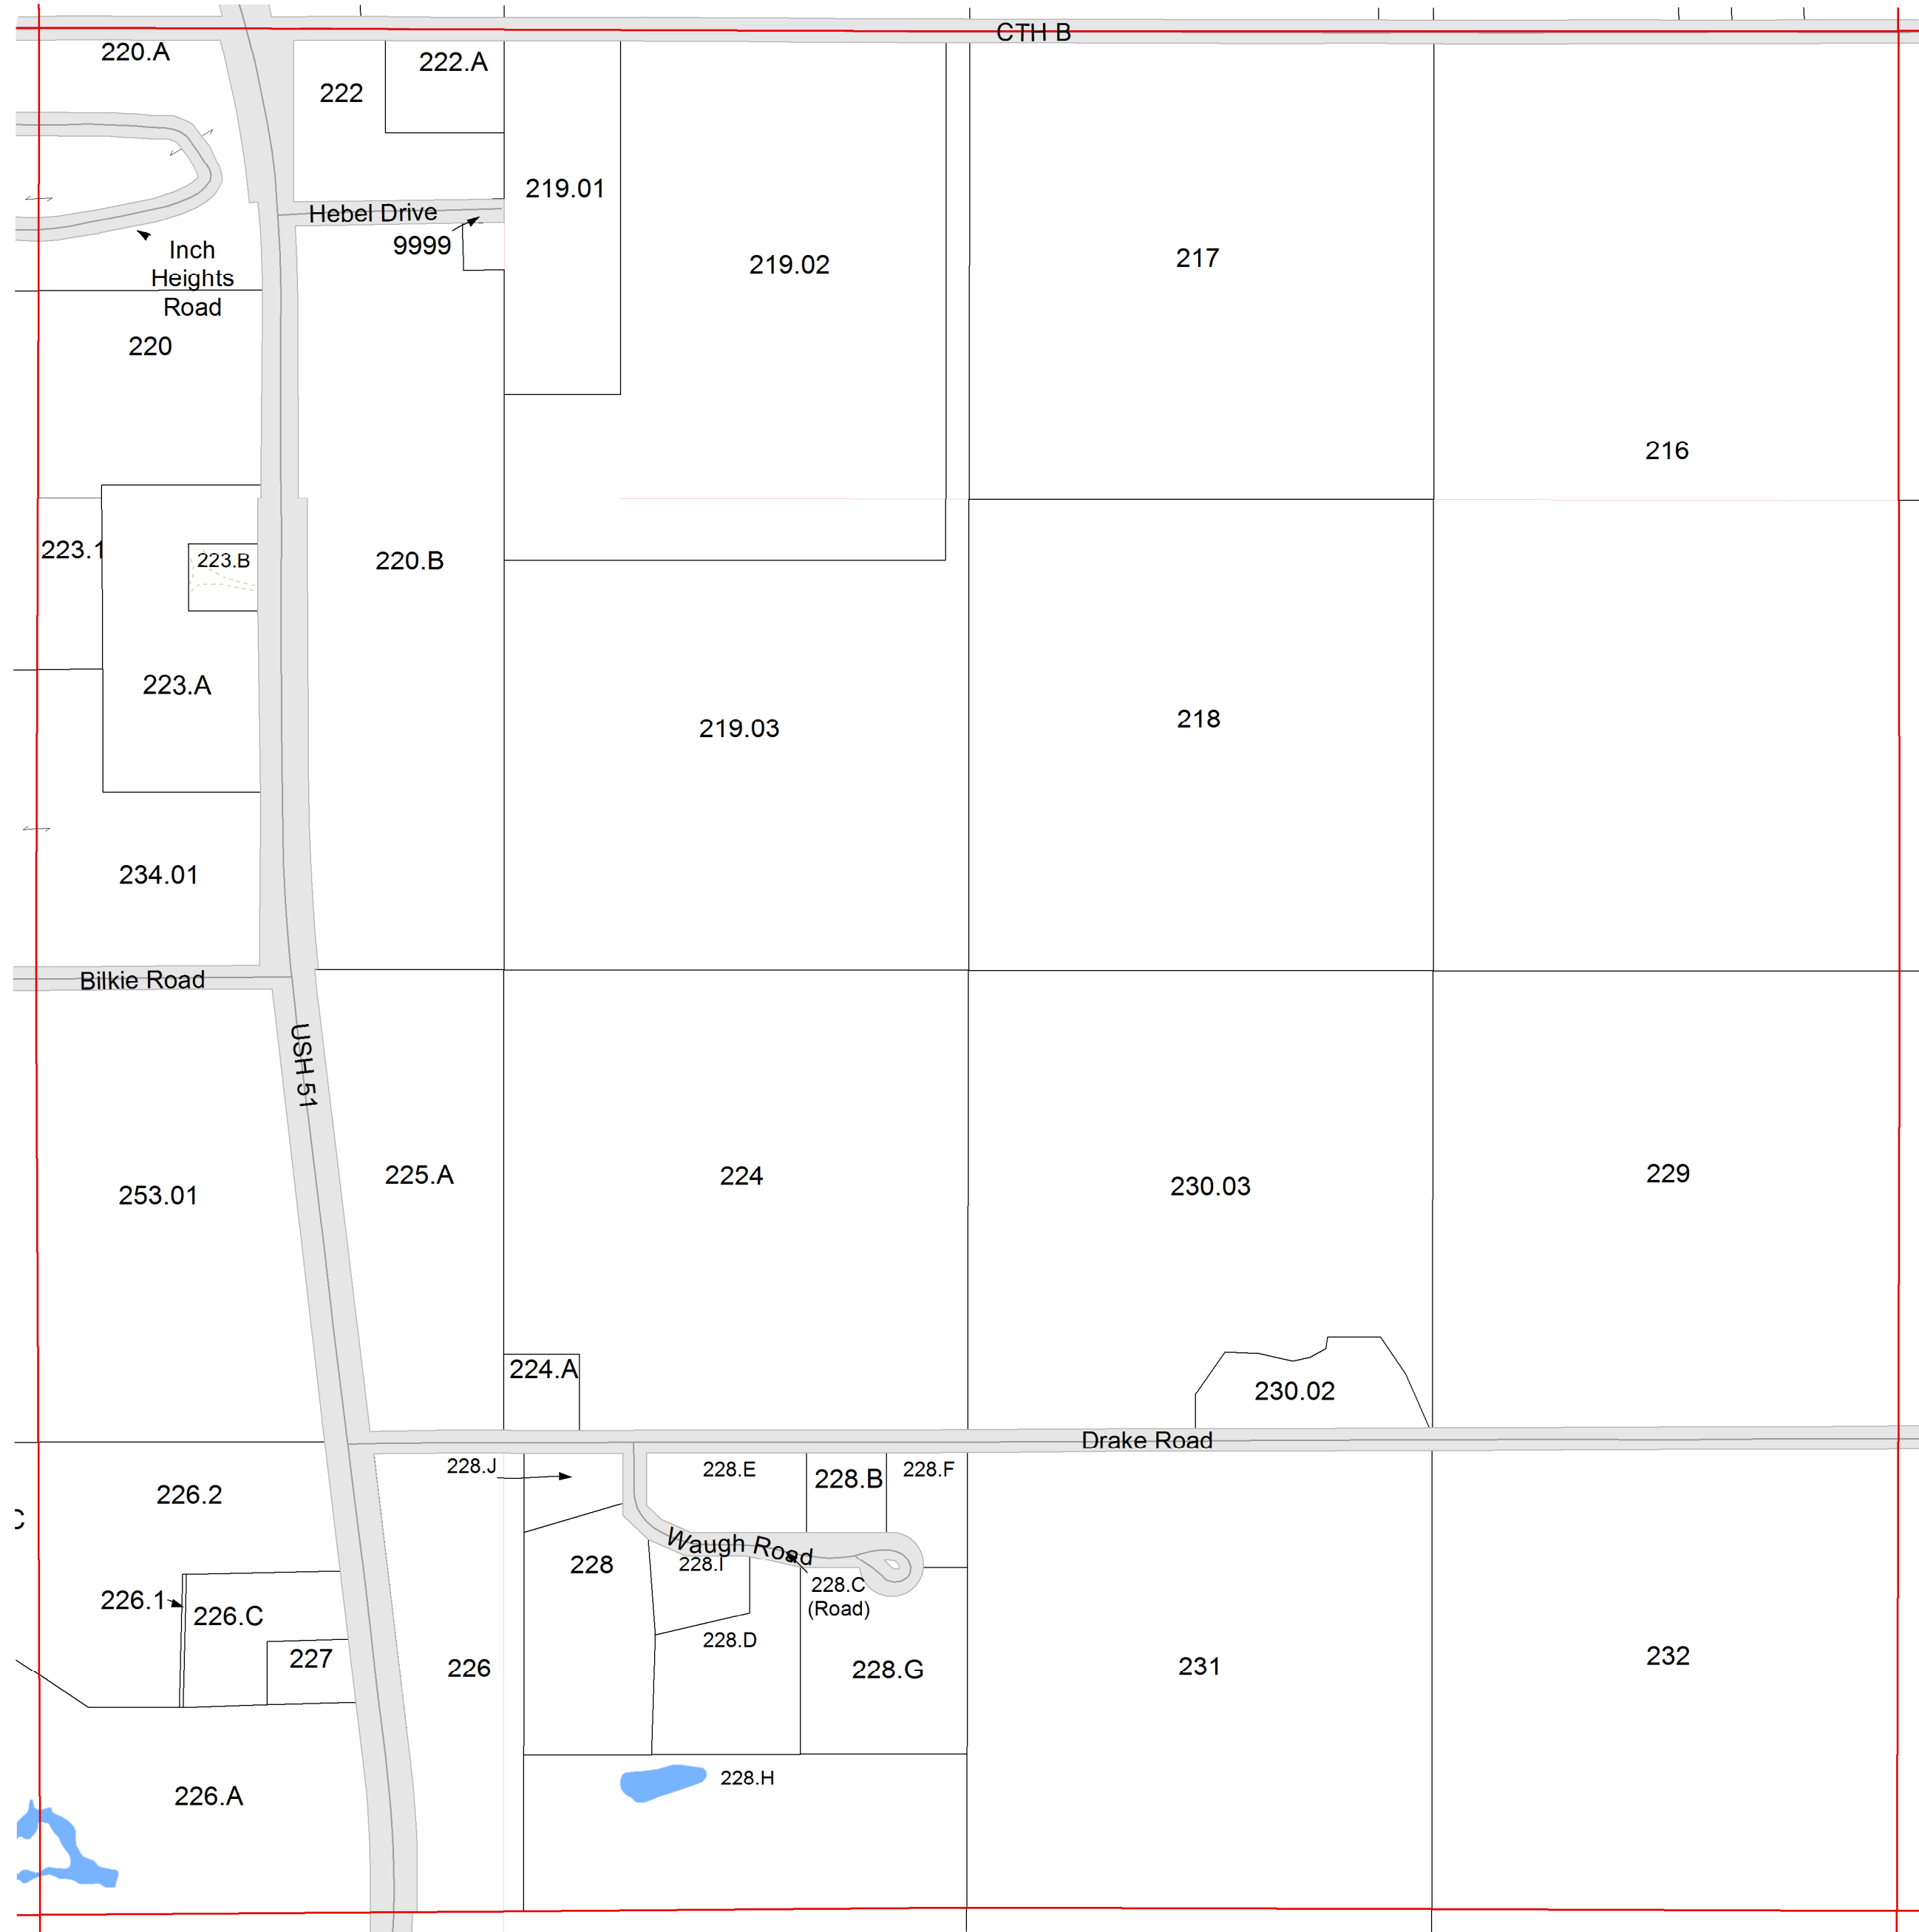 CTH B
220.A
222.A
222
219.01
Hebel Drive
9999
Inch
Heights
Road
219.02
217
220
216
223.1
223.B
220.B
223.A
219.03
218
234.01
Bilkie Road
USH 51
253.01
225.A
224
230.03
229
224.A
230.02
Drake Road
228.J
228.E
228.B
228.F
226.2
C
Waugh Road
228
228.I
228.C
(Road)
226.1
226.C
227
228.D
226
228.G
231
232
228.H
226.A